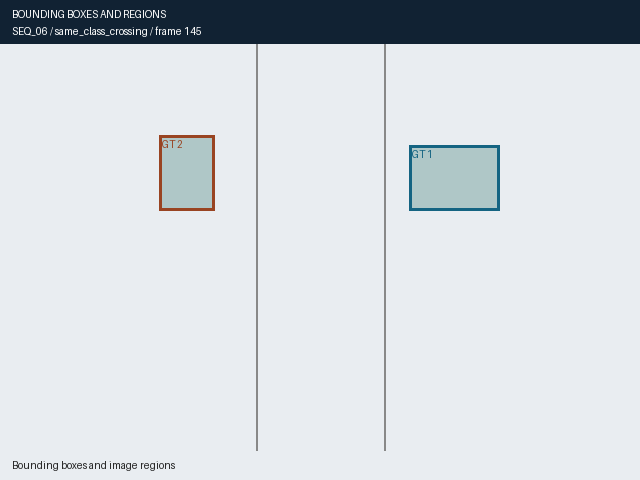 BOUNDING BOXES AND REGIONS
SEQ_06 / same_class_crossing / frame 145
GT2
GT1
Bounding boxes and image regions